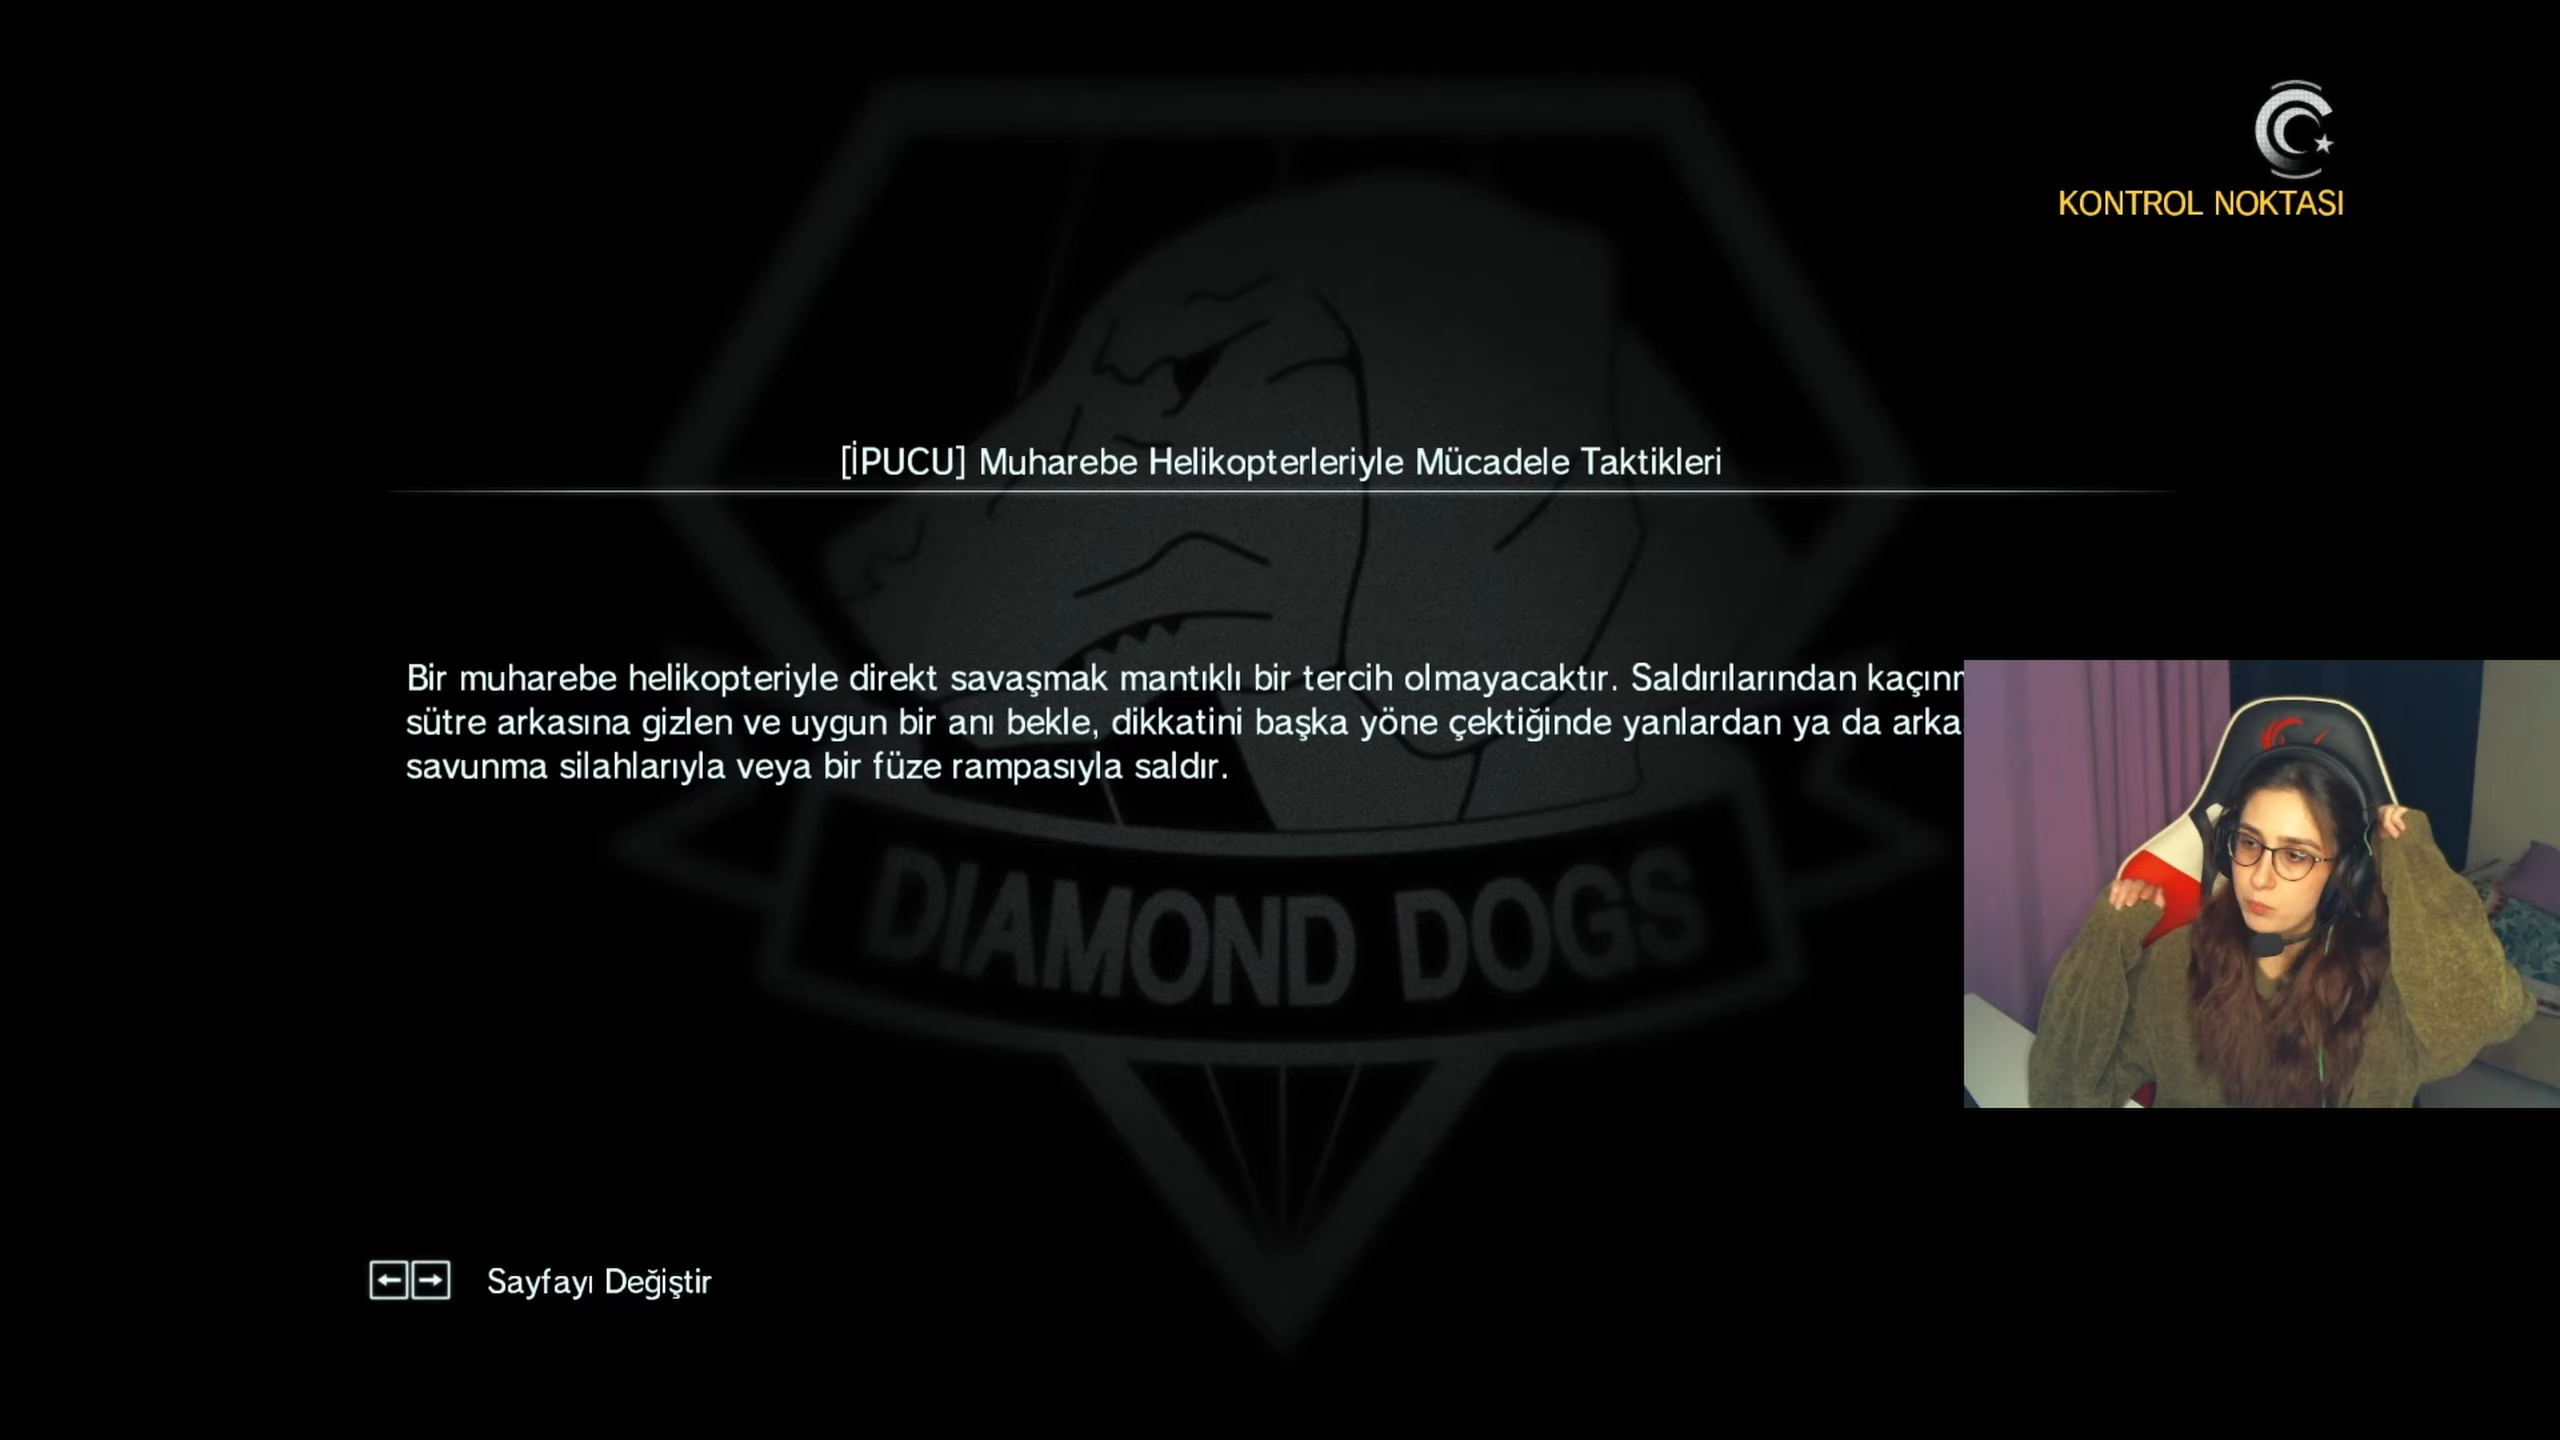 KONTROL NOKTASI
[İPUCU] Muharebe Helikopterleriyle Mücadele Taktikleri
Bir muharebe helikopteriyle direkt savaşmak mantıklı bir tercih olmayacaktır. Saldırılarından
sütre arkasına gizlen ve uygun bir anı bekle, dikkatini başka yöne çektiğinde yanlardan ya da
savunma silahlarıyla veya bir füze rampasıyla saldır.
DIAMOND DOGS
Sayfayı Değiştir